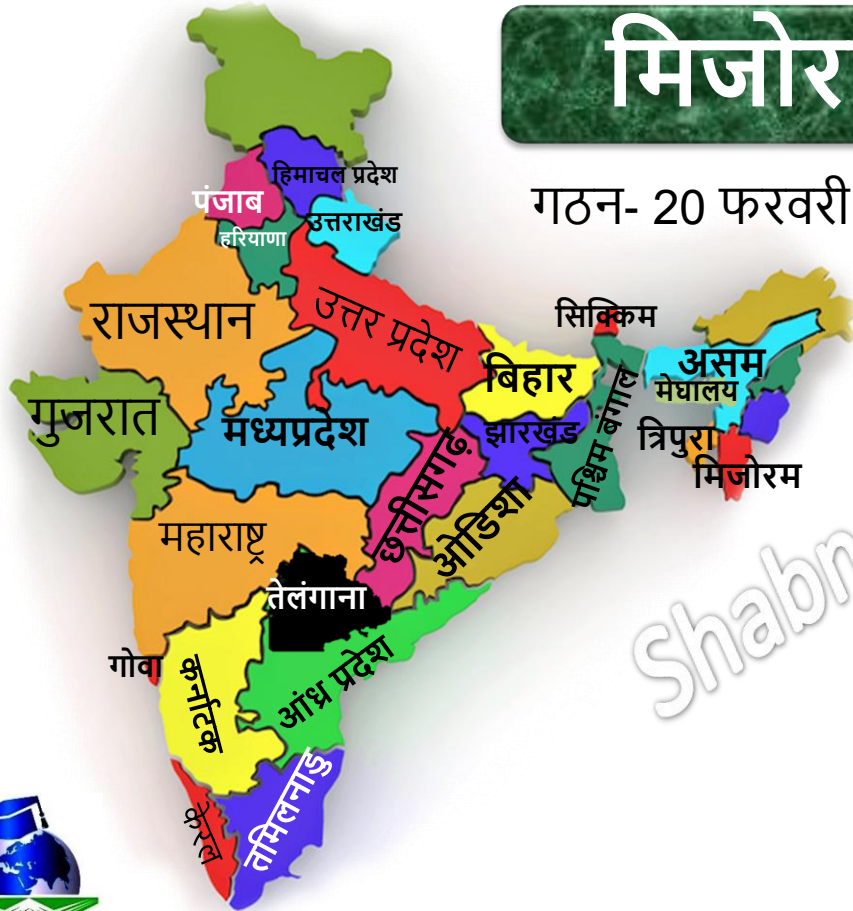 मिजोर
गठन- 20 फरवरी
हिमाचल प्रदेश
पंजाब
उत्तराखंड
हरियाणा
राजस्थान
उत्तर प्रदेश
सिक्किम
असम
बिहार
मेघालय
गुजरात
मध्यप्रदेश
झारखंड
पश्चिम बंगाल
त्रिपुरा
मिजोरम
छत्तीसगढ़
ओडिशा
महाराष्ट्र
तेलंगाना
Shabn
गोवा
कर्नाटक
आंध्र प्रदेश
केरल
तमिलनाडु